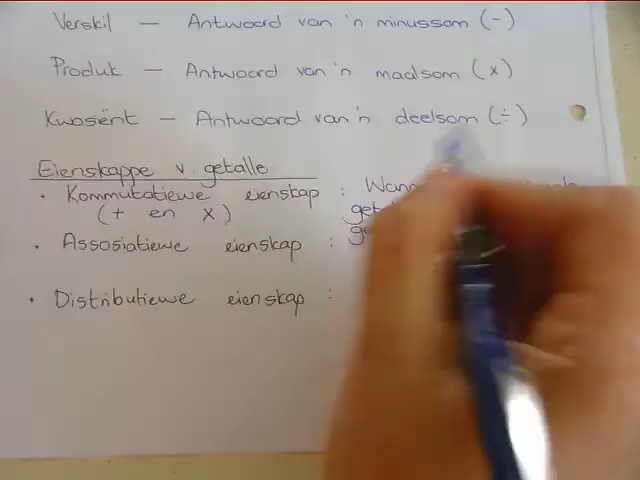 Verskil — Antwoord van 'n minussom (-)
Produk — Antwoord van 'n maalsom (x)
Kwosiënt — Antwoord van 'n deelsom (÷)
Eienskappe v getalle
• Kommutatiewe eienskap :
(+ en x)
• Assosiatiewe eienskap :
• Distributiewe eienskap :